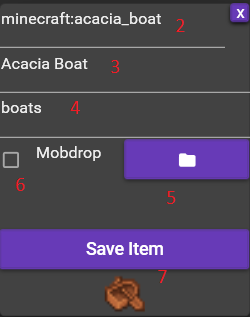 minecraft:acacia_boat
x
2
Acacia Boat
3
boats
4
Mobdrop
6
5
Save Item
7